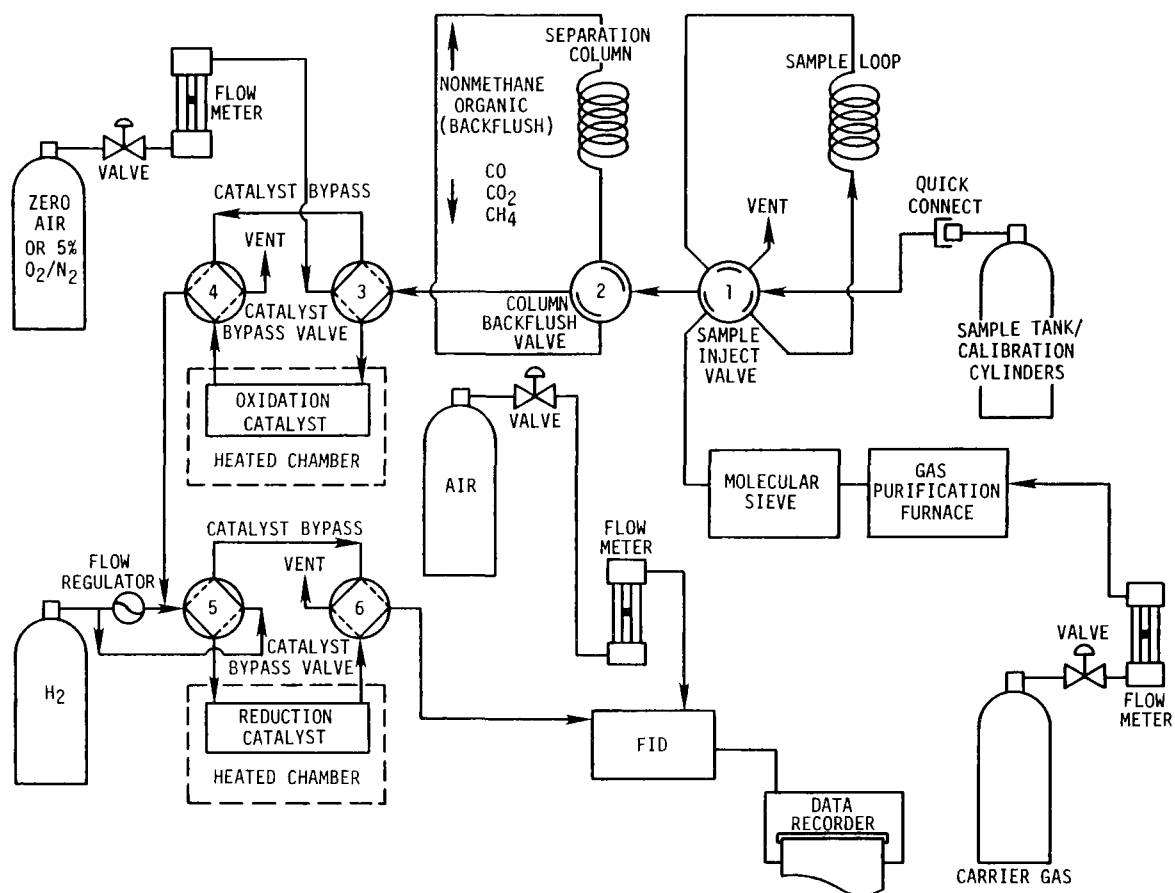 SEPARATION
COLUMN
NONMETHANE
ORGANIC
(BACKFLUSH)
SAMPLE LOOP
FLOW
METER
VALVE
CO
CO2
CH4
QUICK
CONNECT
CATALYST BYPASS
ZERO
AIR
OR 5%
O2/N2
VENT
VENT
4
3
2
1
CATALYST
BYPASS VALVE
COLUMN
BACKFLUSH
VALVE
SAMPLE
INJECT
VALVE
SAMPLE TANK/
CALIBRATION
CYLINDERS
OXIDATION
CATALYST
HEATED CHAMBER
VALVE
AIR
MOLECULAR
SIEVE
GAS
PURIFICATION
FURNACE
CATALYST BYPASS
FLOW
METER
FLOW
REGULATOR
VENT
5
6
CATALYST
BYPASS VALVE
H2
VALVE
FLOW
METER
REDUCTION
CATALYST
HEATED CHAMBER
FID
DATA
RECORDER
CARRIER GAS